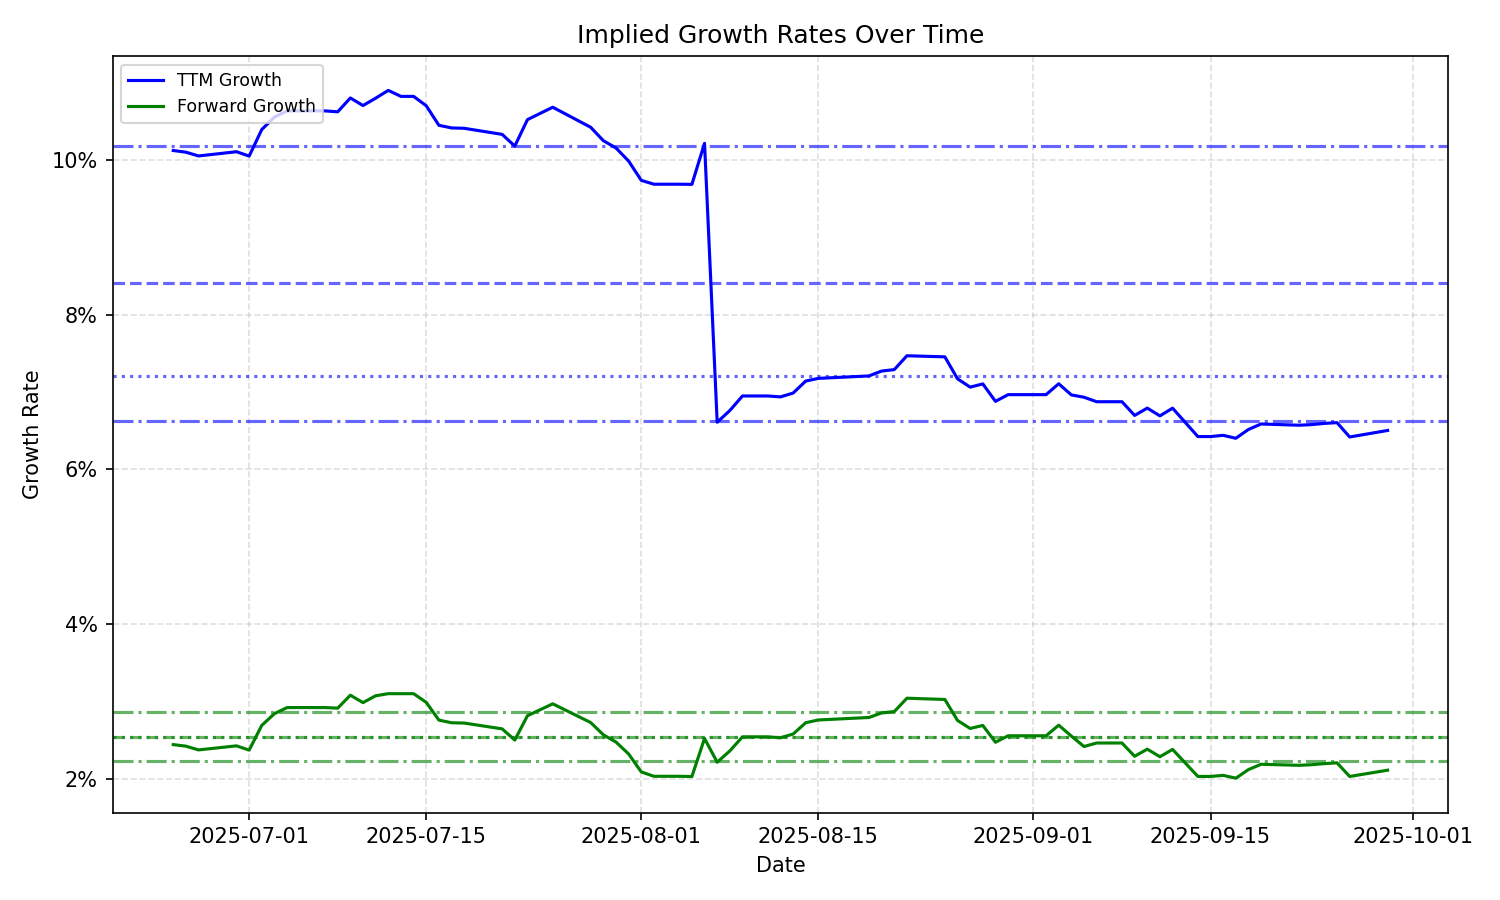 Implied Growth Rates Over Time
TTM Growth
Forward Growth
10%
8%
6%
4%
2%
Growth Rate
2025-07-01
2025-07-15
2025-08-01
2025-08-15
2025-09-01
2025-09-15
2025-10-01
Date